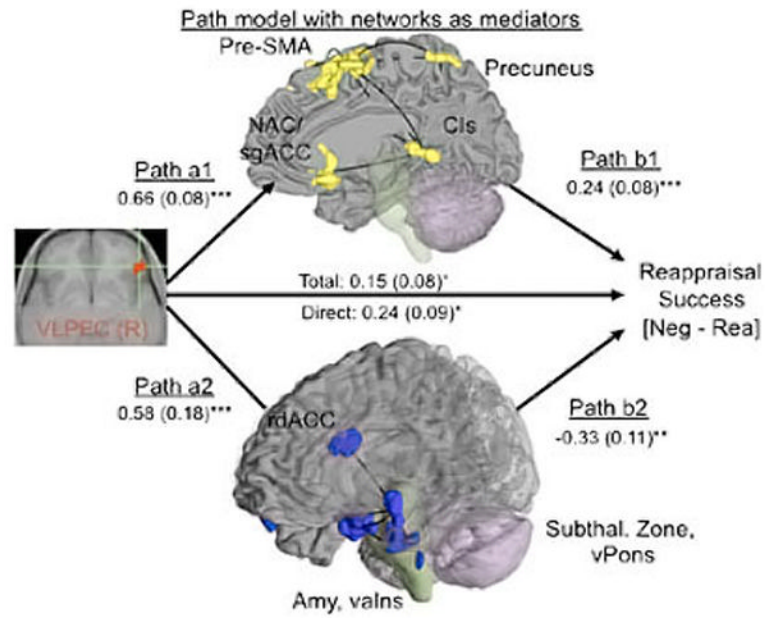 Path model with networks as mediators
Pre-SMA
Precuneus
NAC/
sgACC
CIs
Path a1
0.66 (0.08)***
Path b1
0.24 (0.08)***
Total: 0.15 (0.08)*
Direct: 0.24 (0.09)*
VLPEC (R)
Reappraisal
Success
[Neg - Rea]
Path a2
0.58 (0.18)***
rdACC
Path b2
-0.33 (0.11)**
Subthal. Zone,
vPons
Amy, vaIns